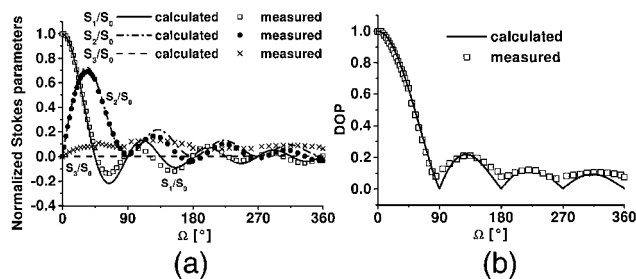 S₁/S₀ calculated measured
S₂/S₀ calculated measured
S₃/S₀ calculated measured
Normalized Stokes parameters
1.0
0.8
0.6
0.4
0.2
0.0
-0.2
-0.4
S₂/S₀
S₃/S₀
S₁/S₀
0 90 180 270 360
Ω [°]
(a)
calculated
measured
DOP
1.0
0.8
0.6
0.4
0.2
0.0
0 90 180 270 360
Ω [°]
(b)